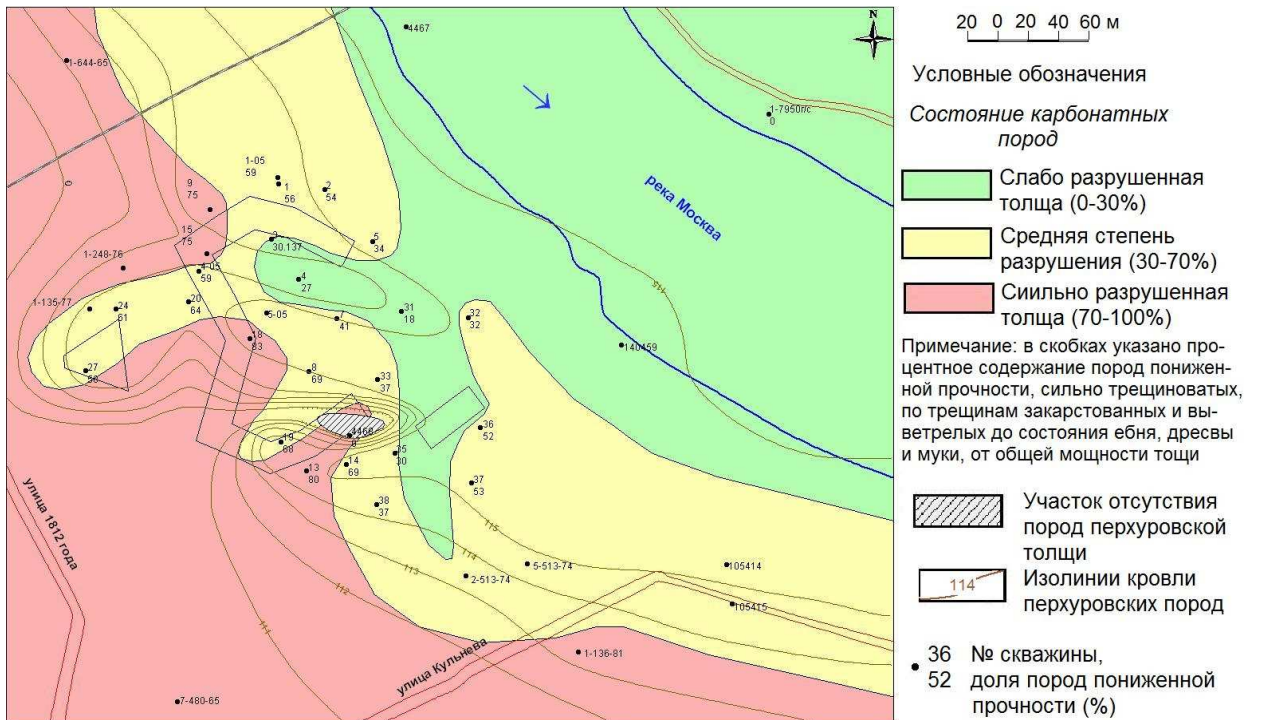 4467
1-644-65
1-7950г/с
0
N
1-05
59
1
56
2
54
9
75
5
34
15
75
30.137
1-248-76
4-05
59
4
27
река Москва
115
1-135-77
24
61
20
64
5-05
7
41
31
18
32
32
140459
18
83
27
8
69
33
37
4466
36
52
19
68
14
69
30
13
80
37
53
38
37
115
114
113
112
111
5-513-74
2-513-74
105414
105415
улица 1812 года
улица Кульнева
1-136-81
7-480-65
20 0 20 40 60 м
Условные обозначения
Состояние карбонатных
пород
Слабо разрушенная
толща (0-30%)
Средняя степень
разрушения (30-70%)
Сиильно разрушенная
толща (70-100%)
Примечание: в скобках указано про-
центное содержание пород понижен-
ной прочности, сильно трещиноватых,
по трещинам закарстованных и вы-
ветрелых до состояния ебня, дресвы
и муки, от общей мощности тощи
Участок отсутствия
пород перхуровской
толщи
114
Изолинии кровли
перхуровских пород
36 № скважины,
52 доля пород пониженной
прочности (%)